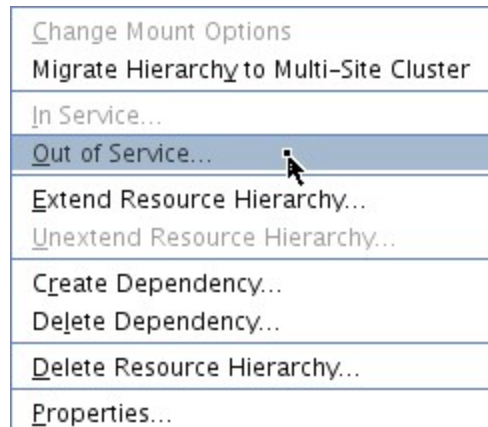 Change Mount Options
Migrate Hierarchy to Multi-Site Cluster
In Service...
Out of Service...
Extend Resource Hierarchy...
Unextend Resource Hierarchy...
Create Dependency...
Delete Dependency...
Delete Resource Hierarchy...
Properties...